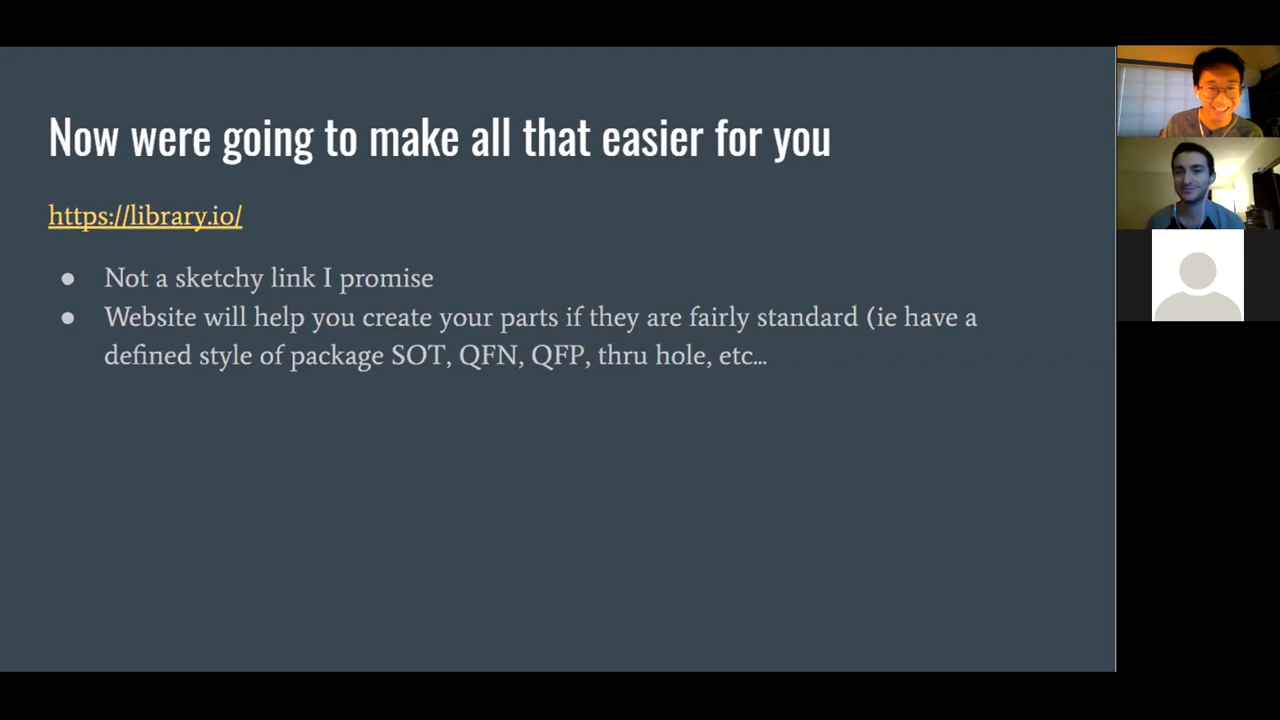 Now were going to make all that easier for you
https://library.io/
● Not a sketchy link I promise
● Website will help you create your parts if they are fairly standard (ie have a
defined style of package SOT, QFN, QFP, thru hole, etc...